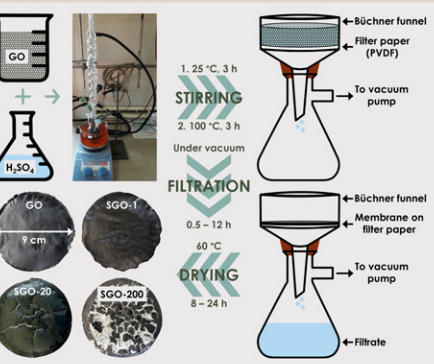 GO
+
H₂SO₄
1. 25 °C, 3 h
STIRRING
2. 100 °C, 3 h
Under vacuum
FILTRATION
0.5 – 12 h
60 °C
DRYING
8 – 24 h
Büchner funnel
Filter paper
(PVDF)
To vacuum
pump
Büchner funnel
Membrane on
filter paper
To vacuum
pump
Filtrate
GO
9 cm
SGO-1
SGO-20
SGO-200